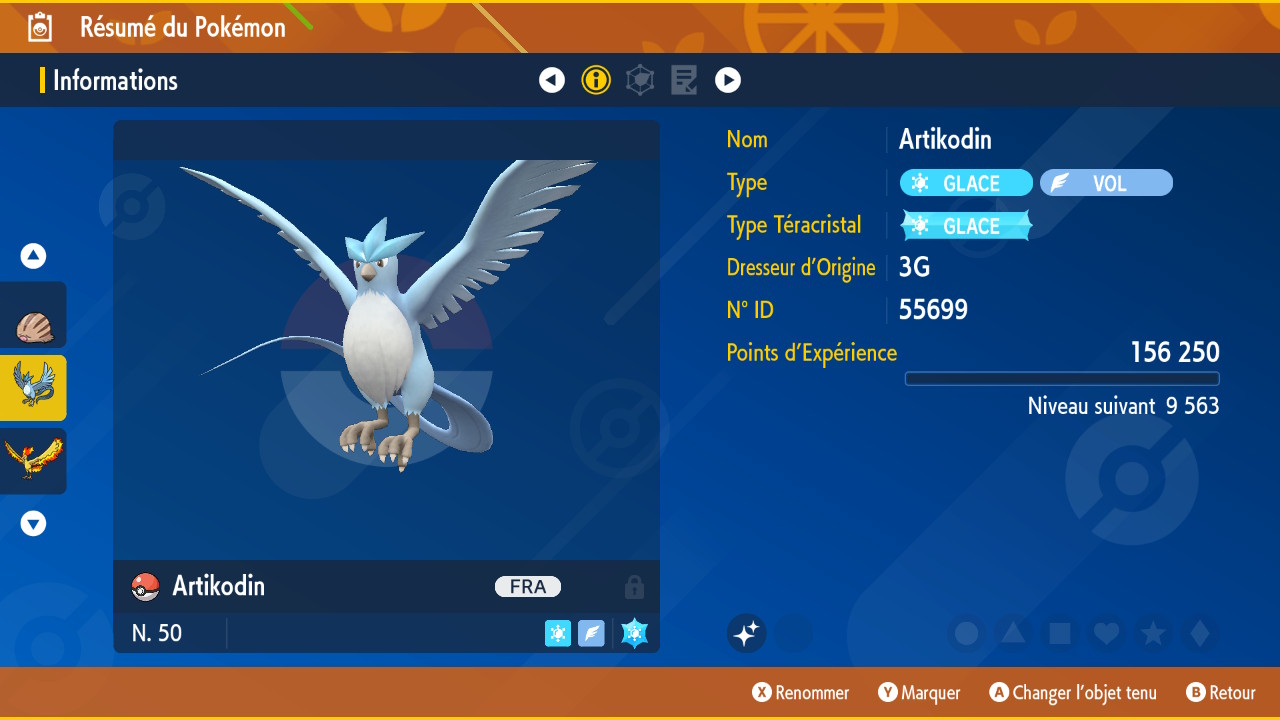 Résumé du Pokémon
Informations
Nom Artikodin
Type GLACE VOL
Type Téracristal GLACE
Dresseur d'Origine 3G
N° ID 55699
Points d'Expérience 156 250
Niveau suivant 9 563
Artikodin FRA
N. 50
X Renommer Y Marquer A Changer l'objet tenu B Retour